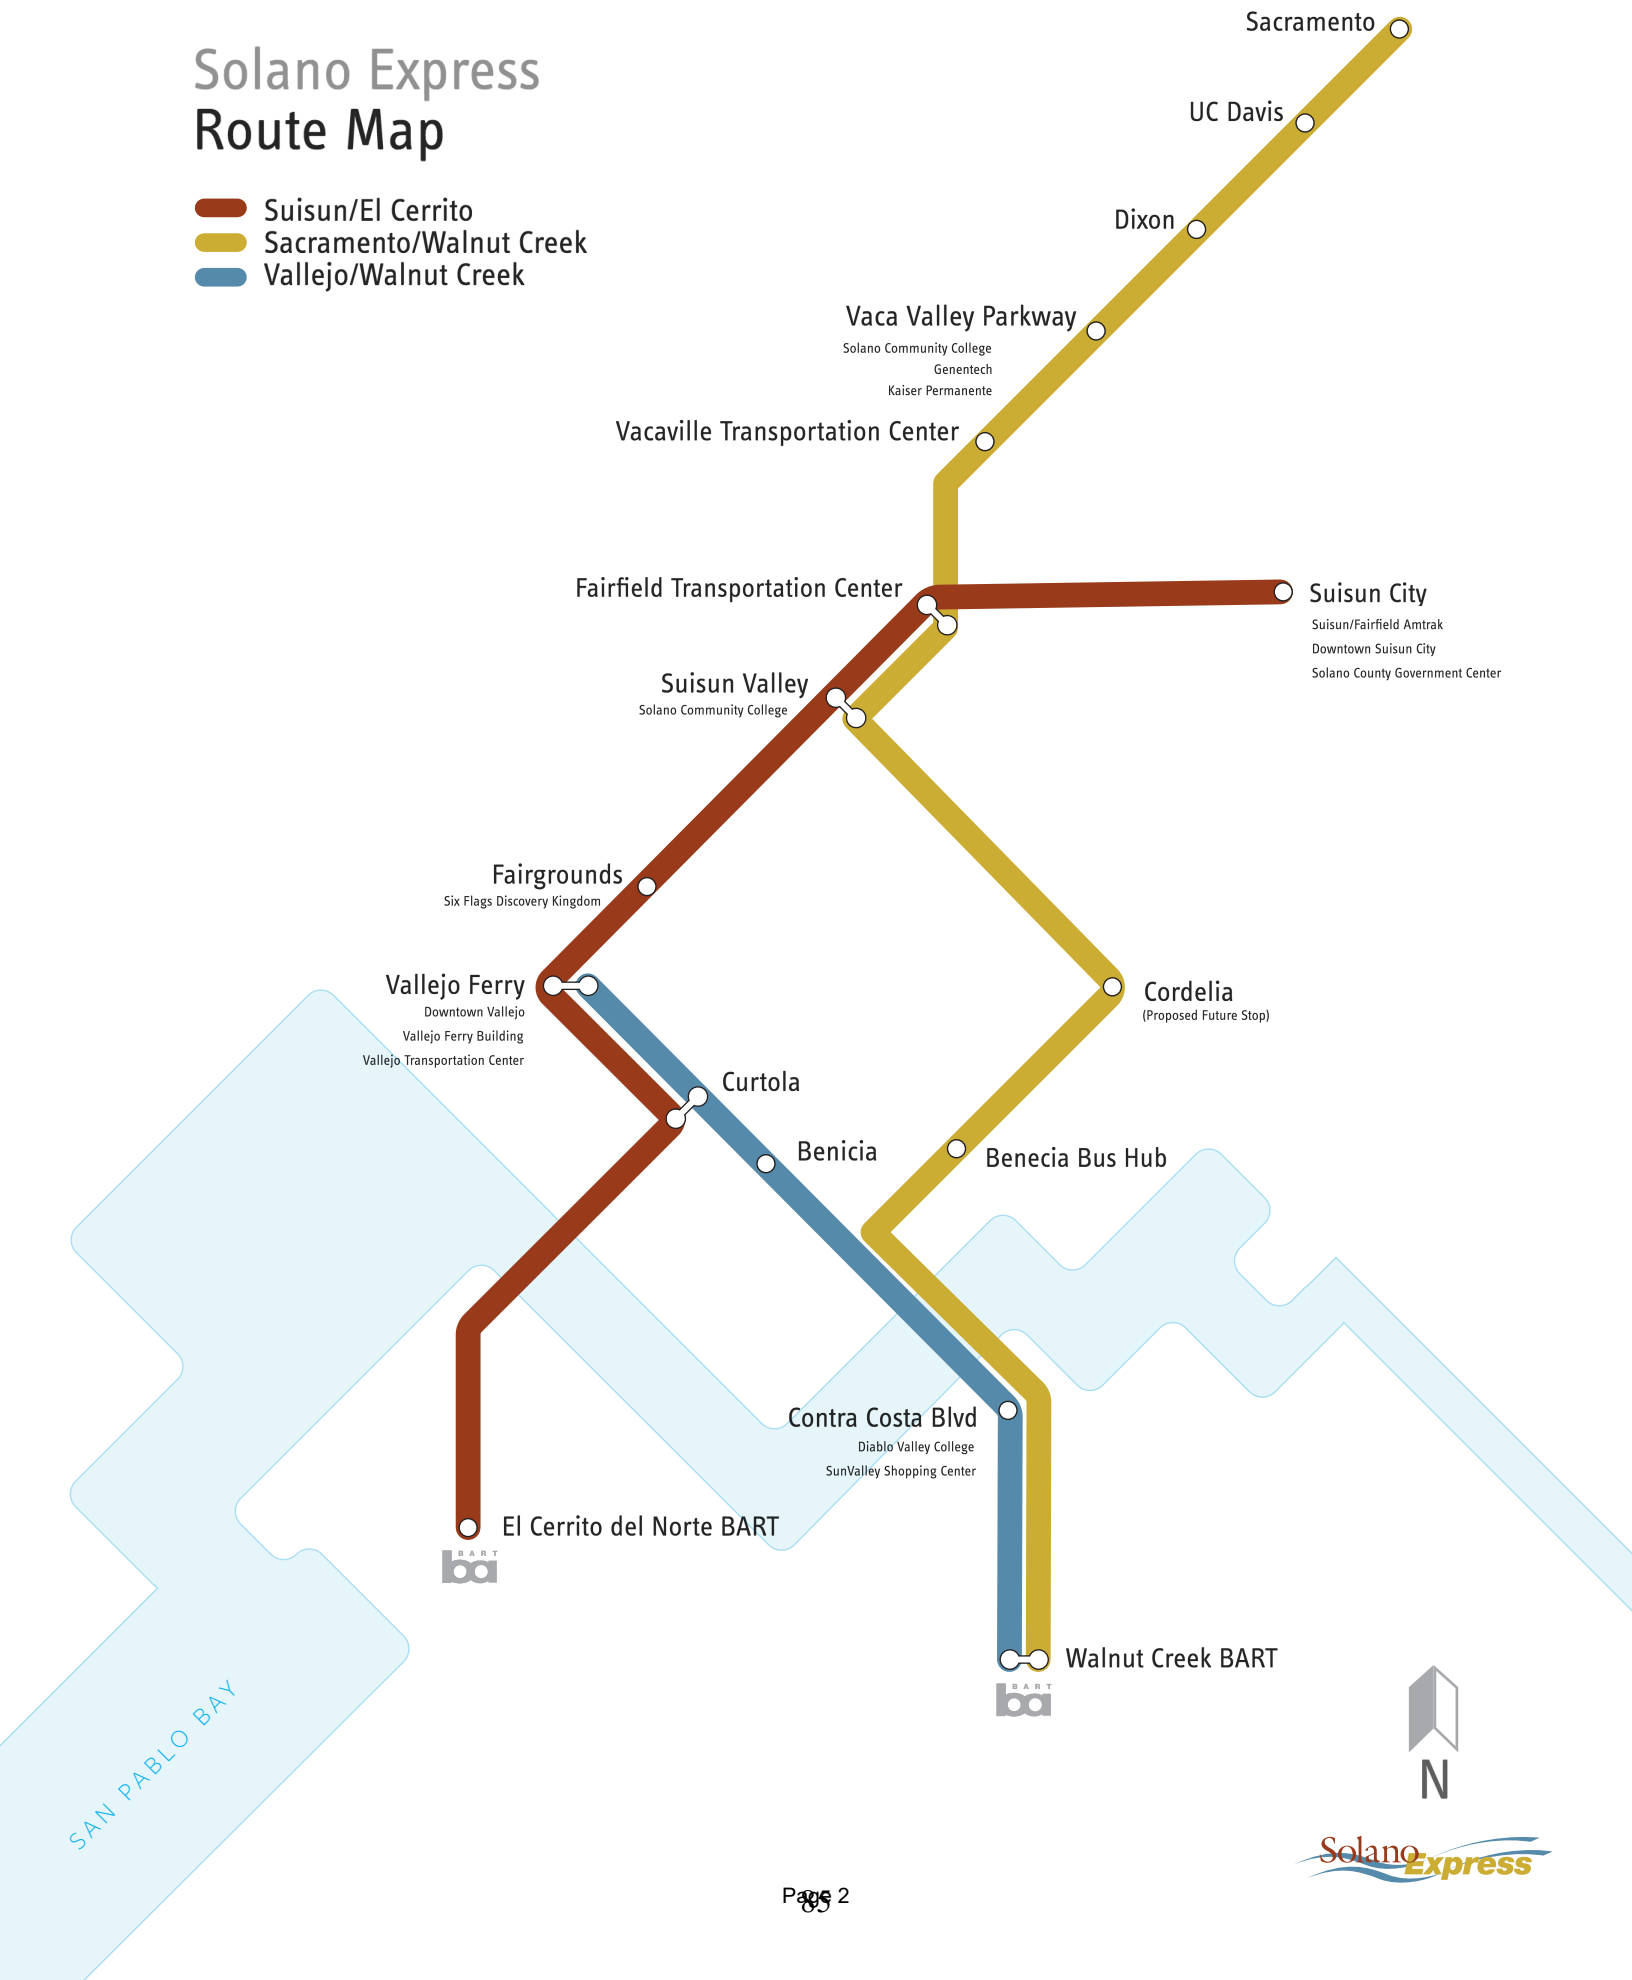 Solano Express
Route Map
Suisun/El Cerrito
Sacramento/Walnut Creek
Vallejo/Walnut Creek
Sacramento
UC Davis
Dixon
Vaca Valley Parkway
Solano Community College
Genentech
Kaiser Permanente
Vacaville Transportation Center
Fairfield Transportation Center
Suisun City
Suisun/Fairfield Amtrak
Downtown Suisun City
Solano County Government Center
Suisun Valley
Solano Community College
Fairgrounds
Six Flags Discovery Kingdom
Vallejo Ferry
Downtown Vallejo
Vallejo Ferry Building
Vallejo Transportation Center
Cordelia
(Proposed Future Stop)
Curtola
Benicia
Benecia Bus Hub
Contra Costa Blvd
Diablo Valley College
SunValley Shopping Center
El Cerrito del Norte BART
BART
ba
Walnut Creek BART
BART
ba
SAN PABLO BAY
N
Solano
Express
Page 2
85